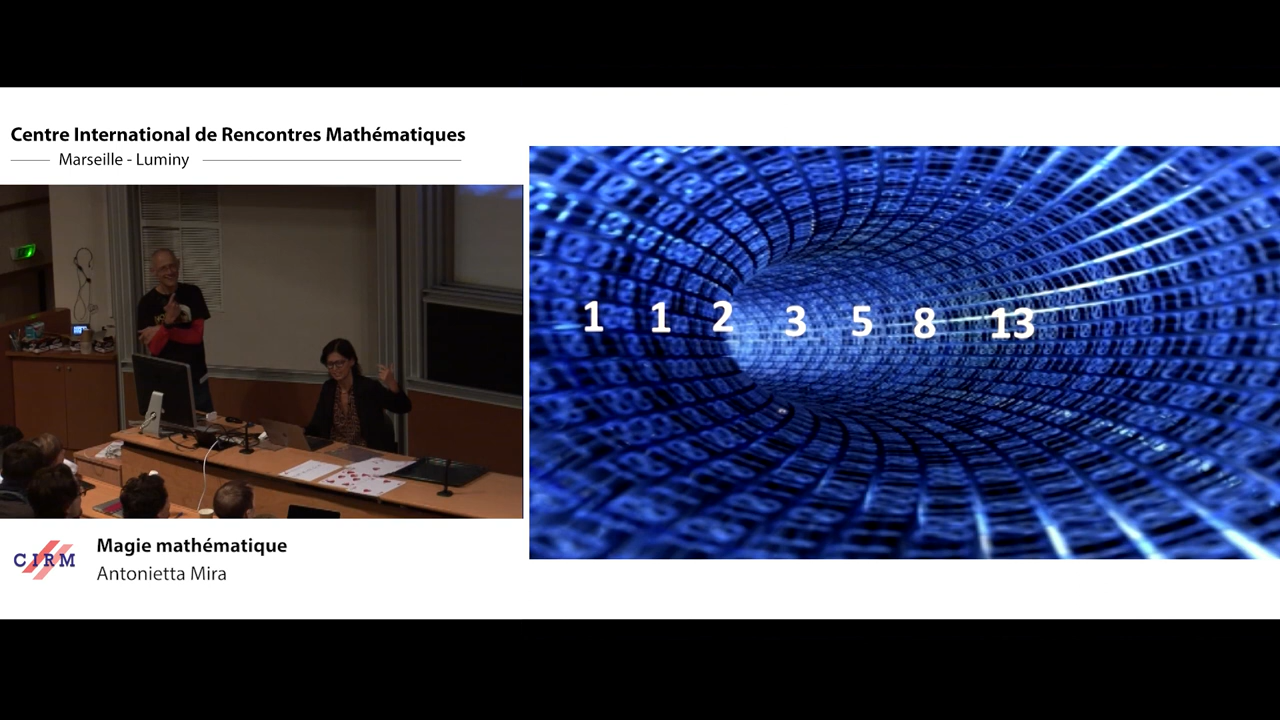 Centre International de Rencontres Mathématiques
Marseille - Luminy
1 1 2 3 5 8 13
CIRM
Magie mathématique
Antonietta Mira